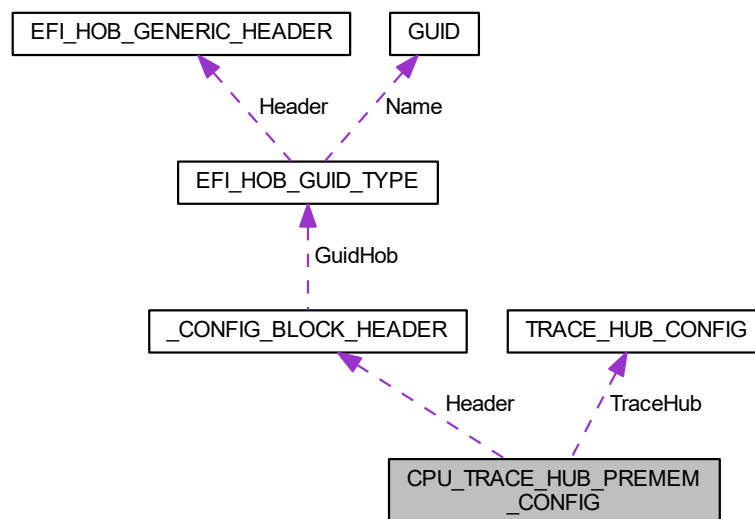 EFI_HOB_GENERIC_HEADER
GUID
Header
Name
EFI_HOB_GUID_TYPE
GuidHob
_CONFIG_BLOCK_HEADER
TRACE_HUB_CONFIG
Header
TraceHub
CPU_TRACE_HUB_PREMEM
_CONFIG